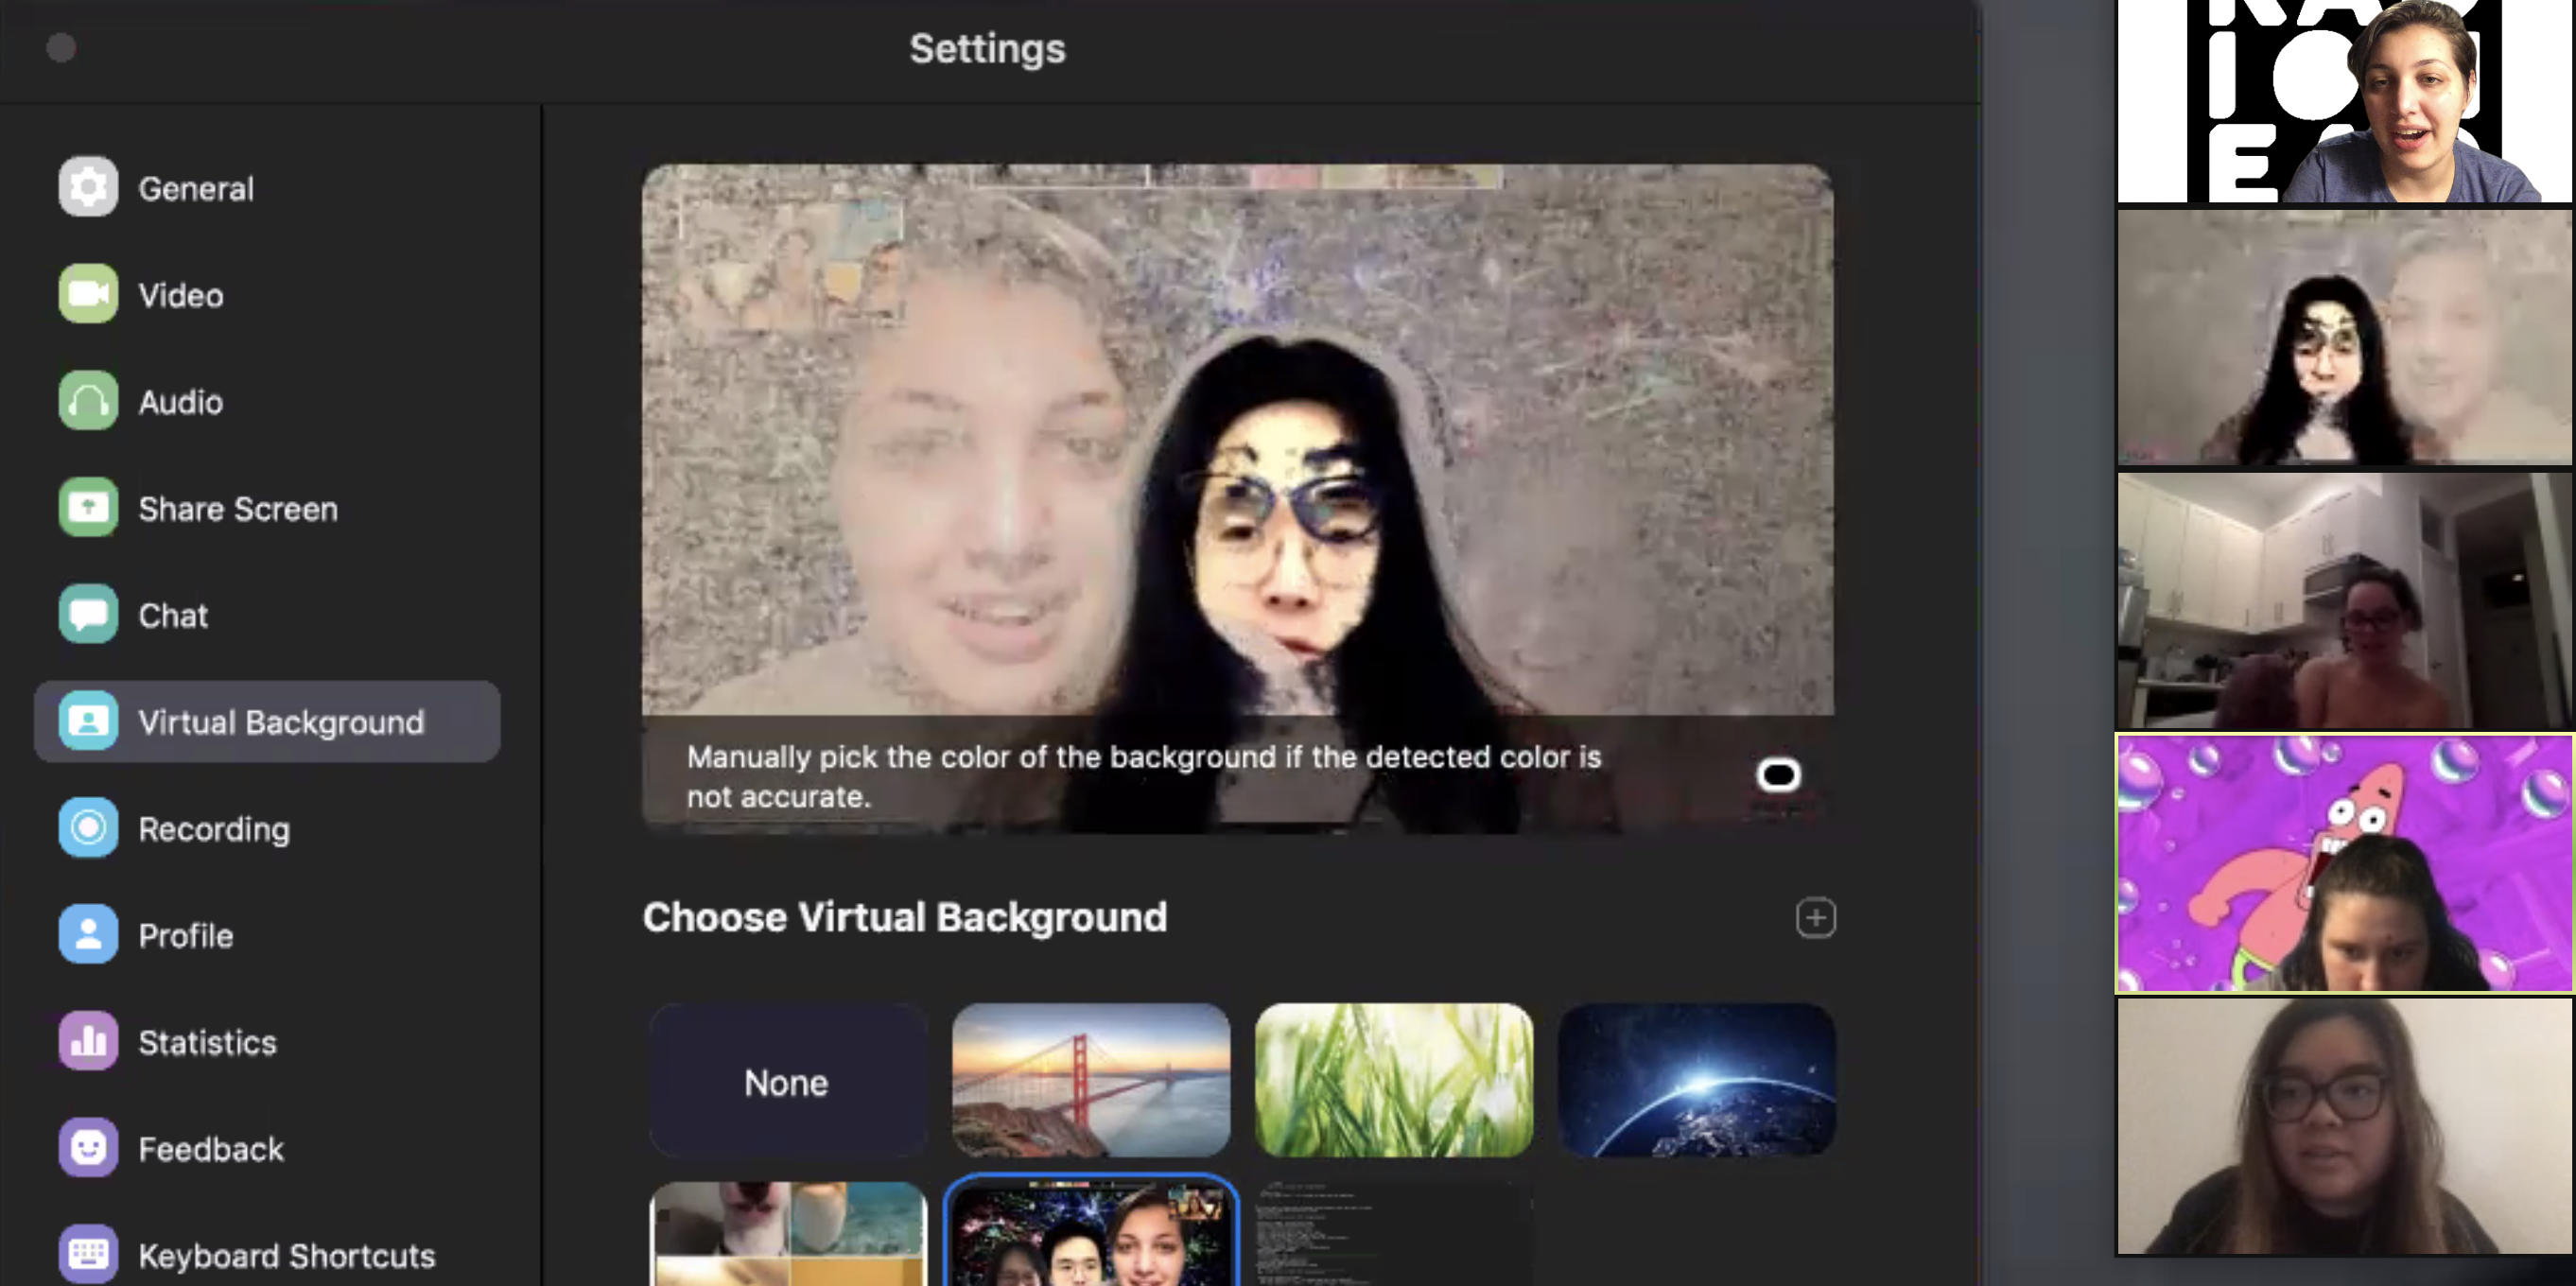 Settings
General
Video
Audio
Share Screen
Chat
Virtual Background
Recording
Profile
Statistics
Feedback
Keyboard Shortcuts
Manually pick the color of the background if the detected color is
not accurate.
Choose Virtual Background
None